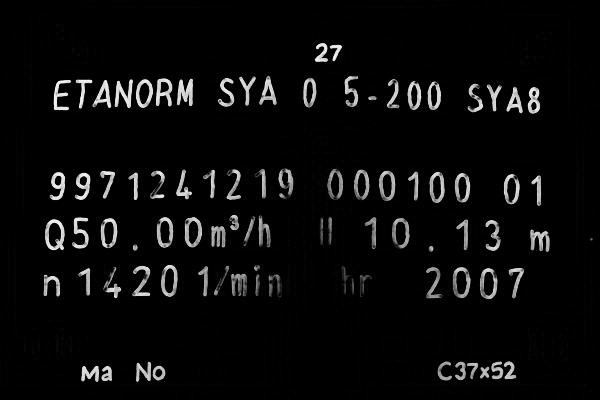 27
ETANORM SYA 0 5-200 SYA8
9971241219 000100 01
Q50.00m³/h H 10.13 m
n 1420 1/min hr 2007
Ma No C37x52